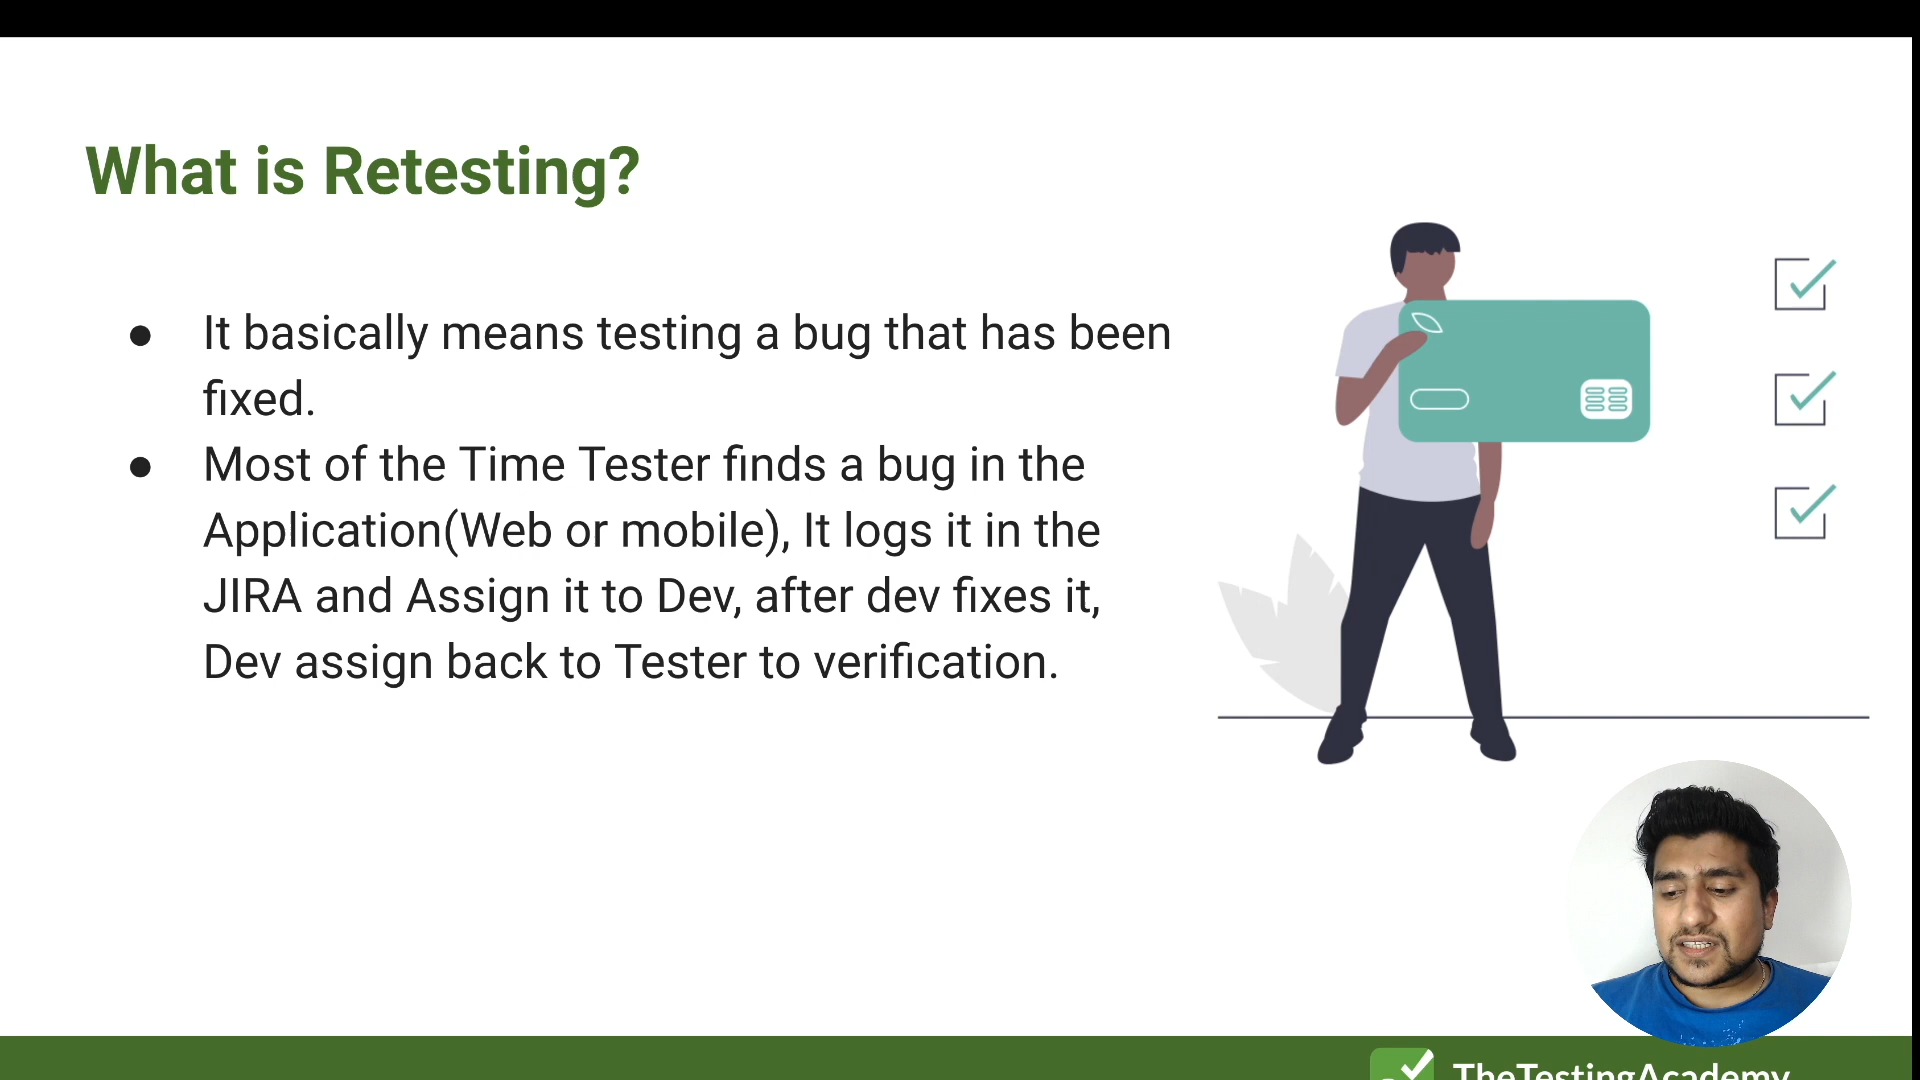 What is Retesting?
● It basically means testing a bug that has been
fixed.
● Most of the Time Tester finds a bug in the
Application(Web or mobile), It logs it in the
JIRA and Assign it to Dev, after dev fixes it,
Dev assign back to Tester to verification.
TheTestingAcademy